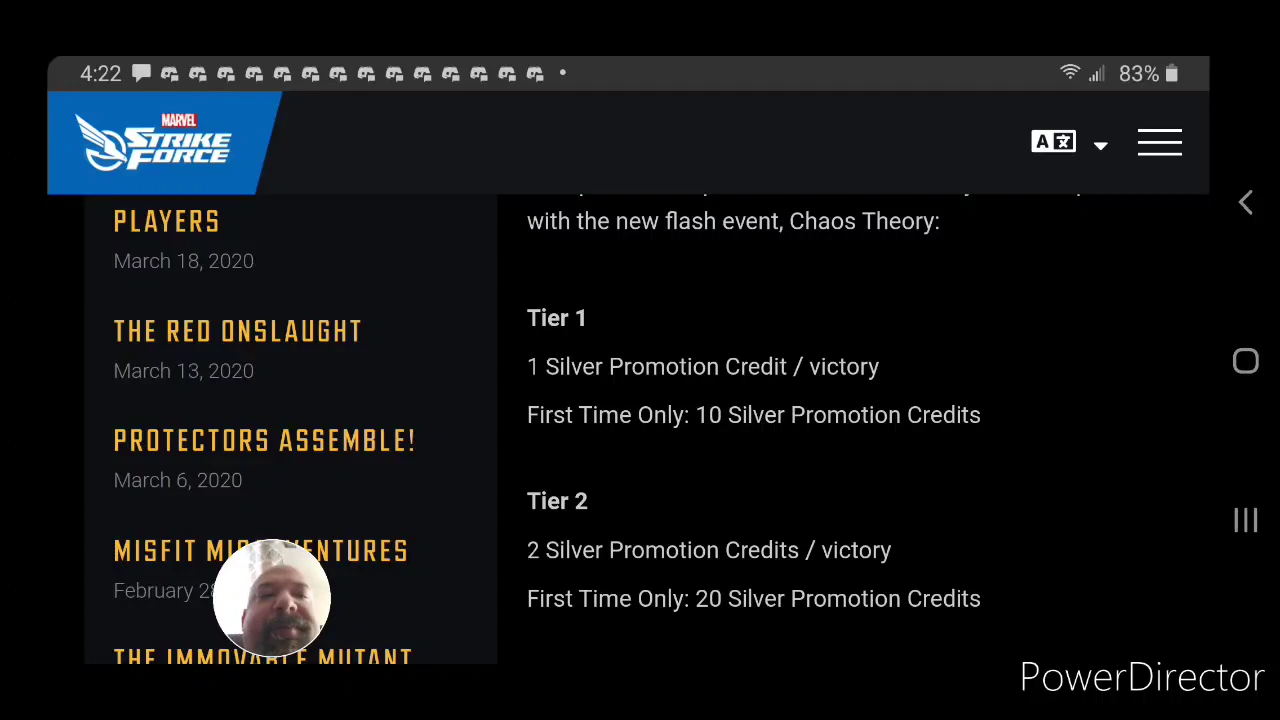 4:22
83%
MARVEL
STRIKE
FORCE
A
PLAYERS
March 18, 2020
THE RED ONSLAUGHT
March 13, 2020
PROTECTORS ASSEMBLE!
March 6, 2020
MISFIT
February
THE IMMOVABLE MUTANT
with the new flash event, Chaos Theory:
Tier 1
1 Silver Promotion Credit / victory
First Time Only: 10 Silver Promotion Credits
Tier 2
2 Silver Promotion Credits / victory
First Time Only: 20 Silver Promotion Credits
PowerDirector